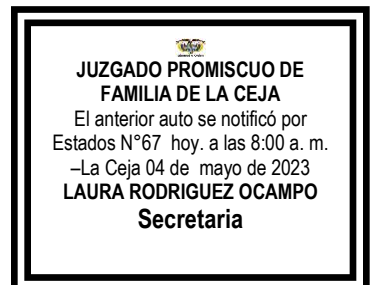 JUZGADO PROMISCUO DE
FAMILIA DE LA CEJA
El anterior auto se notificó por
Estados N°67 hoy. a las 8:00 a. m.
–La Ceja 04 de mayo de 2023
LAURA RODRIGUEZ OCAMPO
Secretaria